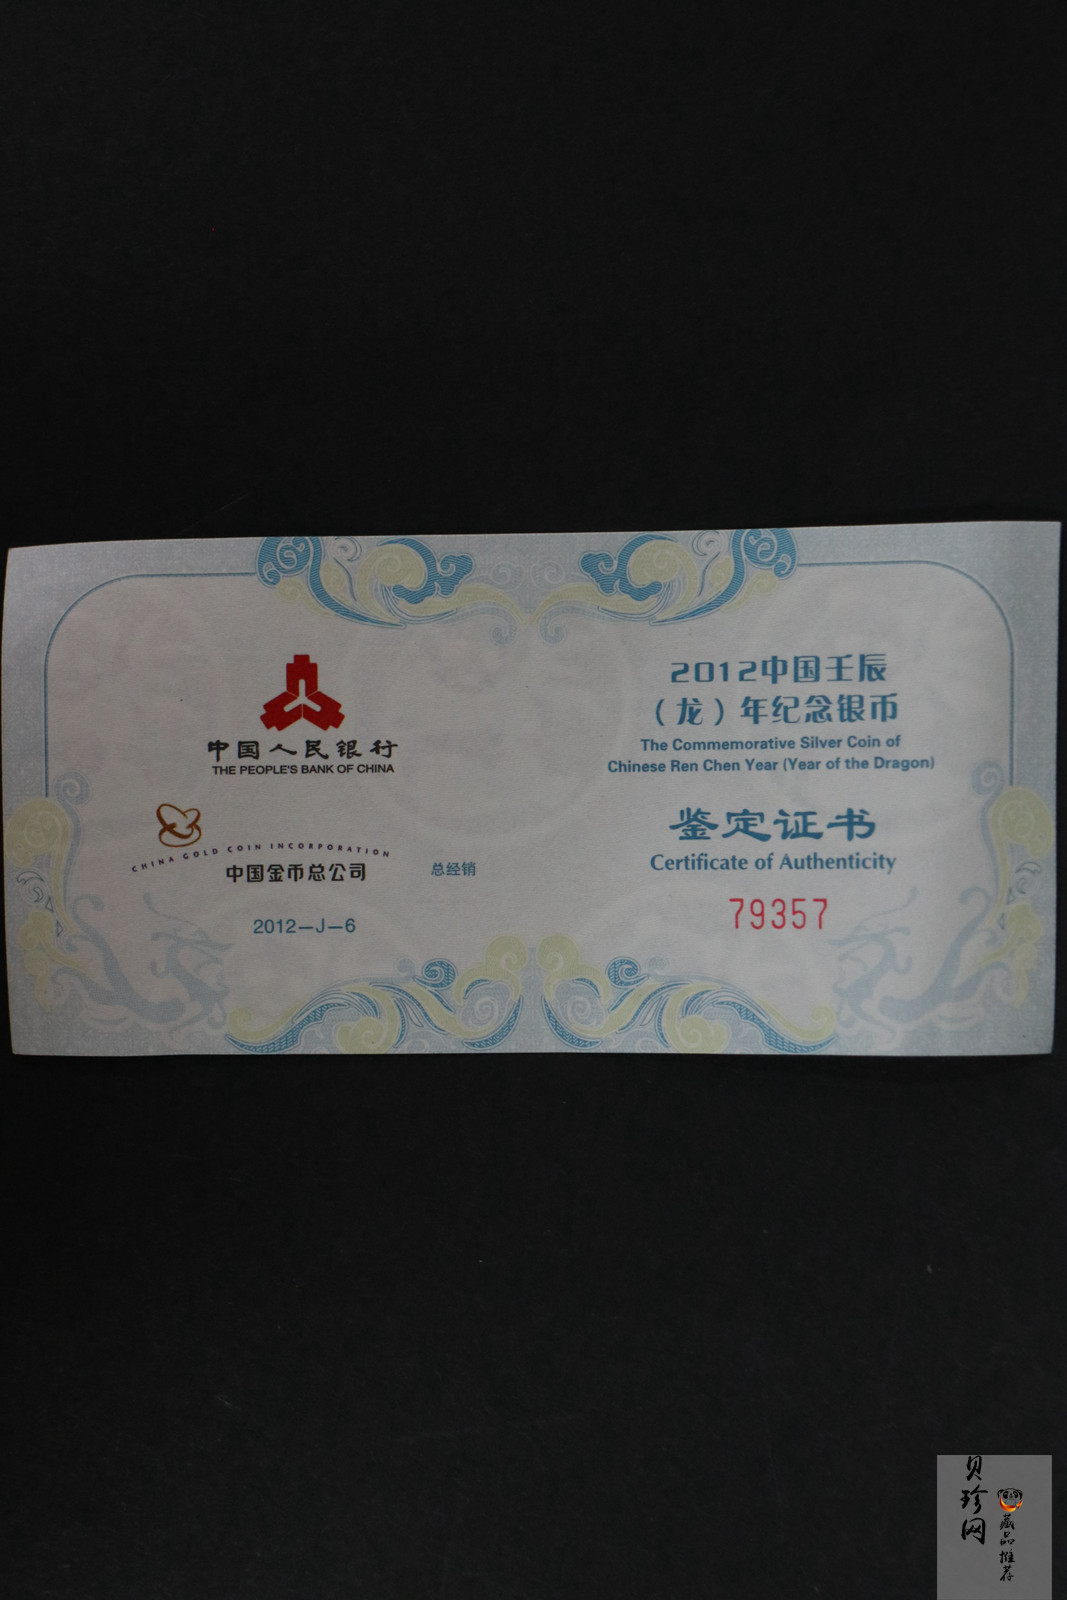 中国人民银行
THE PEOPLE'S BANK OF CHINA
CHINA GOLD COIN INCORPORATION
中国金币总公司
总经销
2012—J—6
2012中国壬辰
（龙）年纪念银币
The Commemorative Silver Coin of
Chinese Ren Chen Year (Year of the Dragon)
鉴定证书
Certificate of Authenticity
79357
贝珍网
藏品推荐